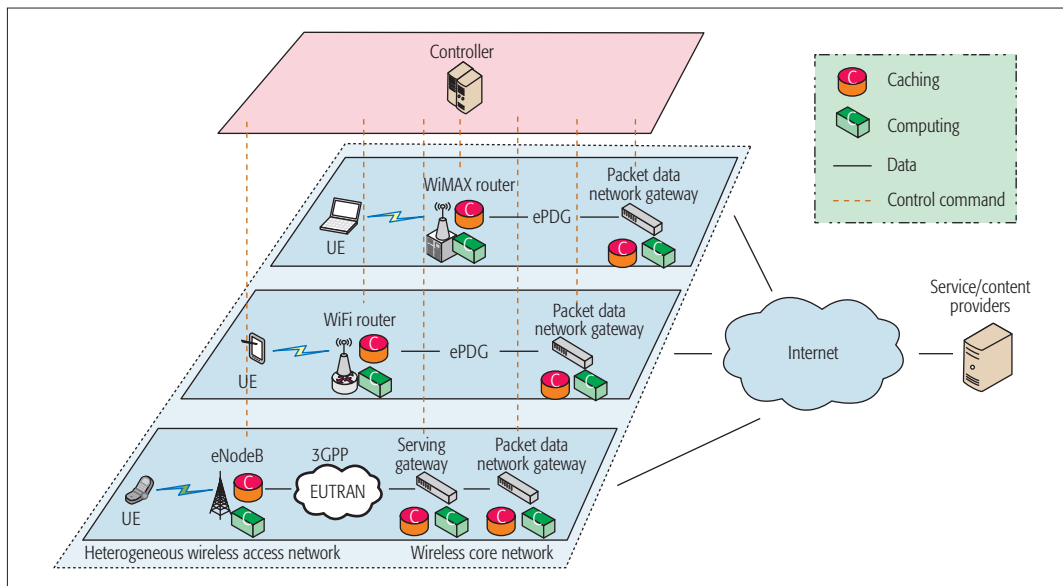 Controller
C
Caching
C
Computing
Data
Control command
WiMAX router
C
C
UE
ePDG
Packet data
network gateway
C
C
WiFi router
C
C
UE
ePDG
Packet data
network gateway
C
C
Internet
Service/content
providers
eNodeB
C
C
UE
3GPP
EUTRAN
Serving
gateway
C
C
Packet data
network gateway
C
C
Heterogeneous wireless access network
Wireless core network